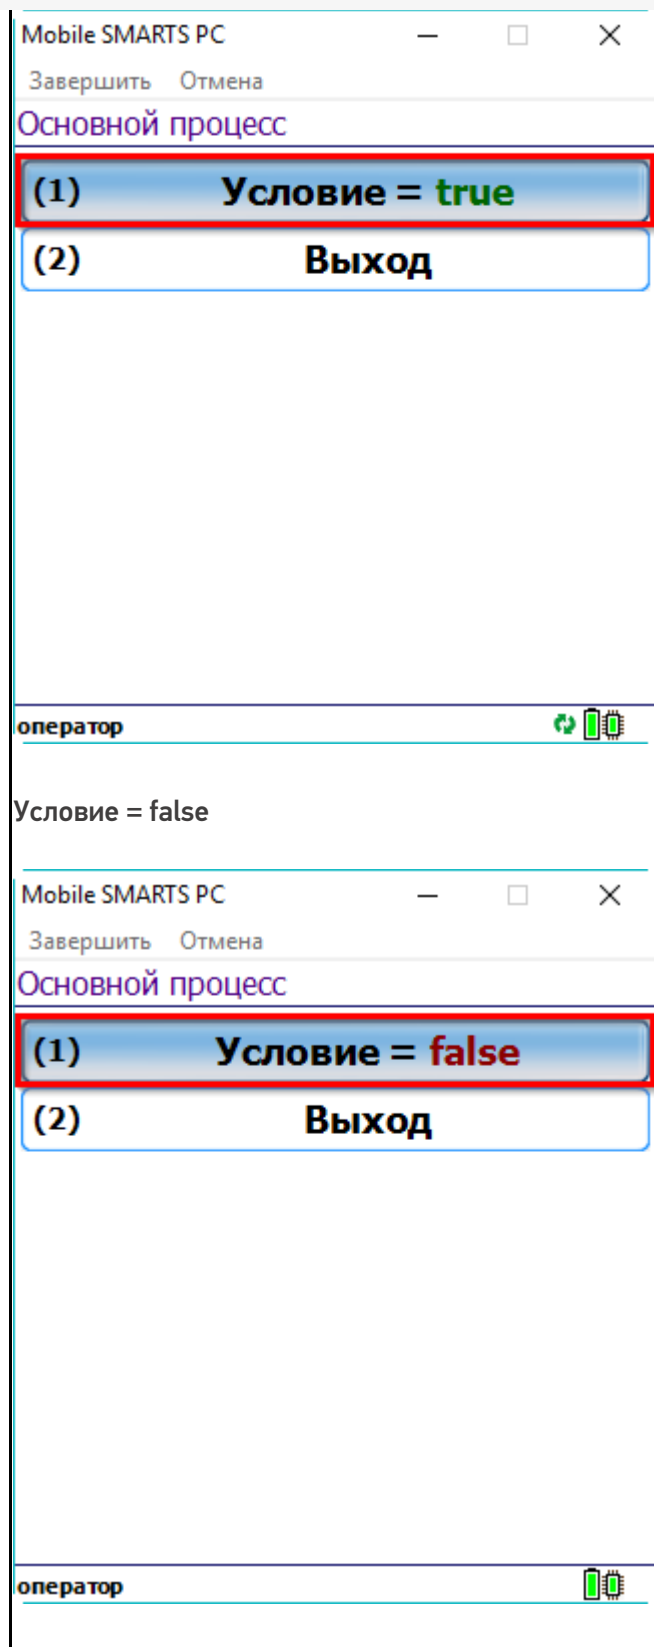 Mobile SMARTS PC
Завершить Отмена
Основной процесс
(1) Условие = true
(2) Выход
оператор
Условие = false
Mobile SMARTS PC
Завершить Отмена
Основной процесс
(1) Условие = false
(2) Выход
оператор